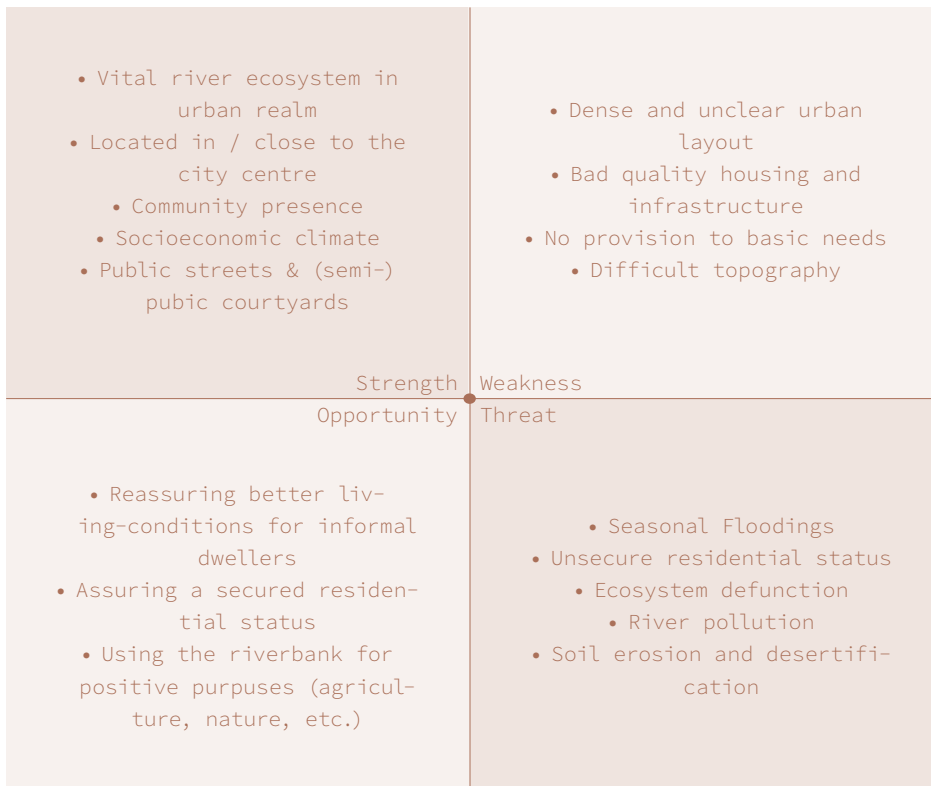 • Vital river ecosystem in
urban realm
• Located in / close to the
city centre
• Community presence
• Socioeconomic climate
• Public streets & (semi-)
pubic courtyards
• Dense and unclear urban
layout
• Bad quality housing and
infrastructure
• No provision to basic needs
• Difficult topography
Strength
Weakness
Opportunity
Threat
• Reassuring better liv-
ing-conditions for informal
dwellers
• Assuring a secured residen-
tial status
• Using the riverbank for
positive purpuses (agricul-
ture, nature, etc.)
• Seasonal Floodings
• Unsecure residential status
• Ecosystem defunction
• River pollution
• Soil erosion and desertifi-
cation